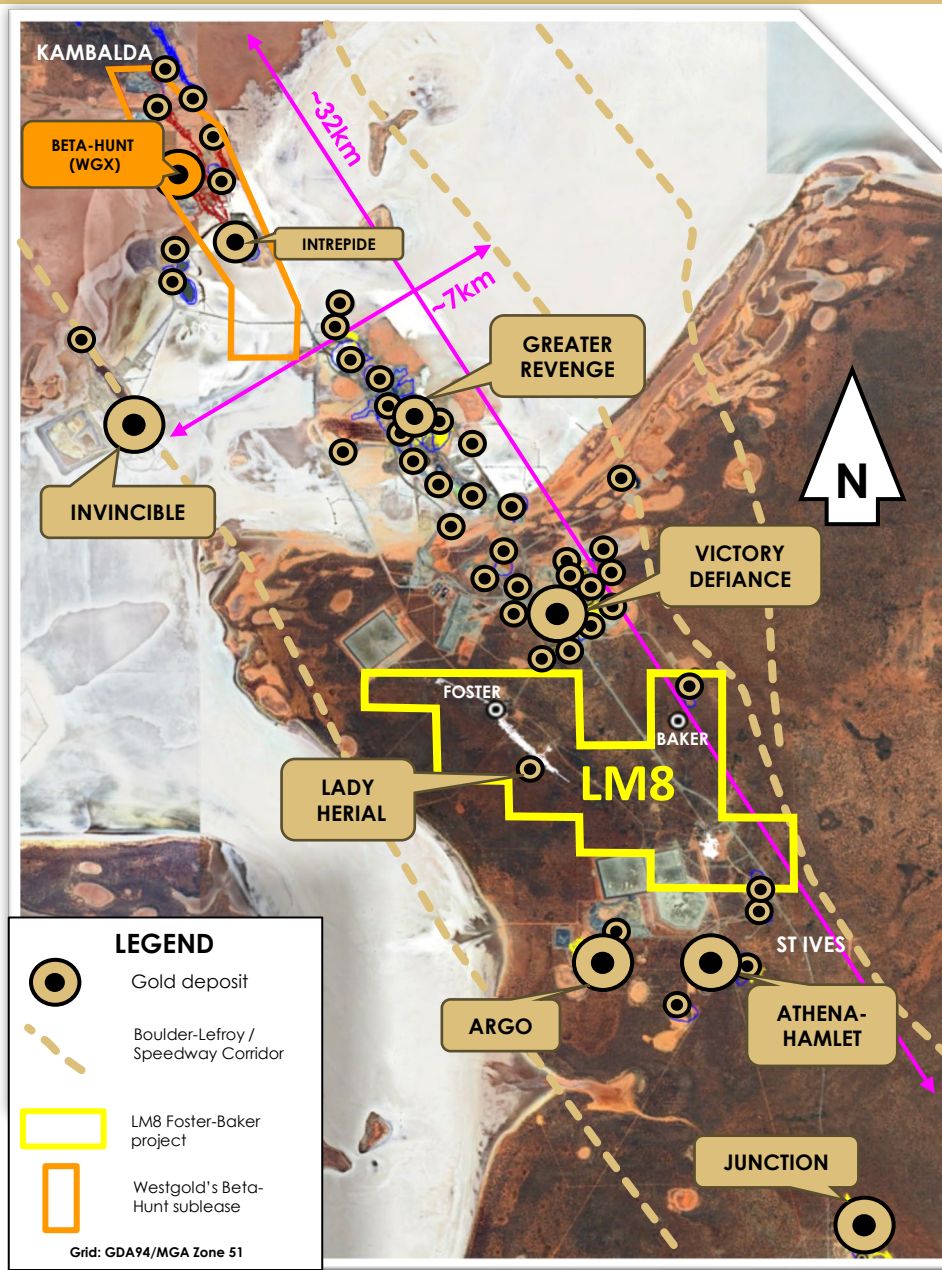 KAMBALDA
~32km
BETA-HUNT
(WGX)
INTREPIDE
~7km
GREATER
REVENGE
N
INVINCIBLE
VICTORY
DEFIANCE
FOSTER
BAKER
LM8
LADY
HERIAL
ST IVES
ARGO
ATHENA-
HAMLET
JUNCTION
LEGEND
Gold deposit
Boulder-Lefroy /
Speedway Corridor
LM8 Foster-Baker
project
Westgold's Beta-
Hunt sublease
Grid: GDA94/MGA Zone 51